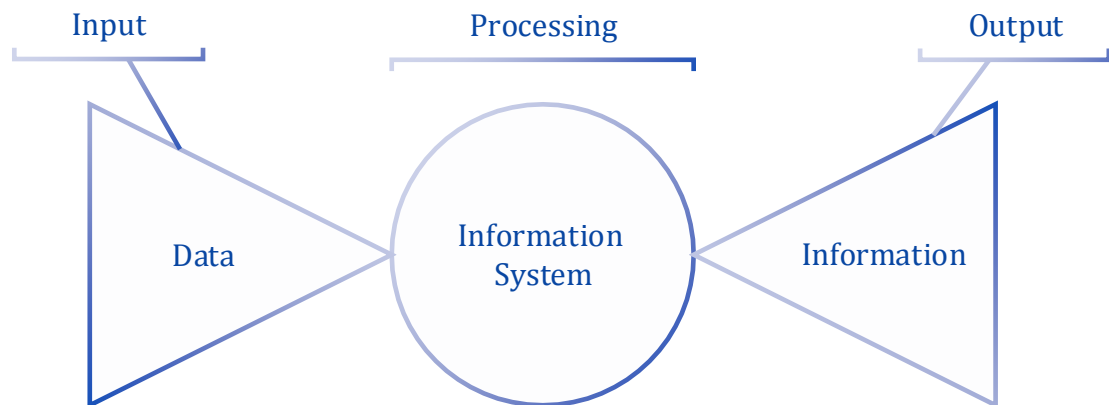 Input
Processing
Output
Data
Information
System
Information